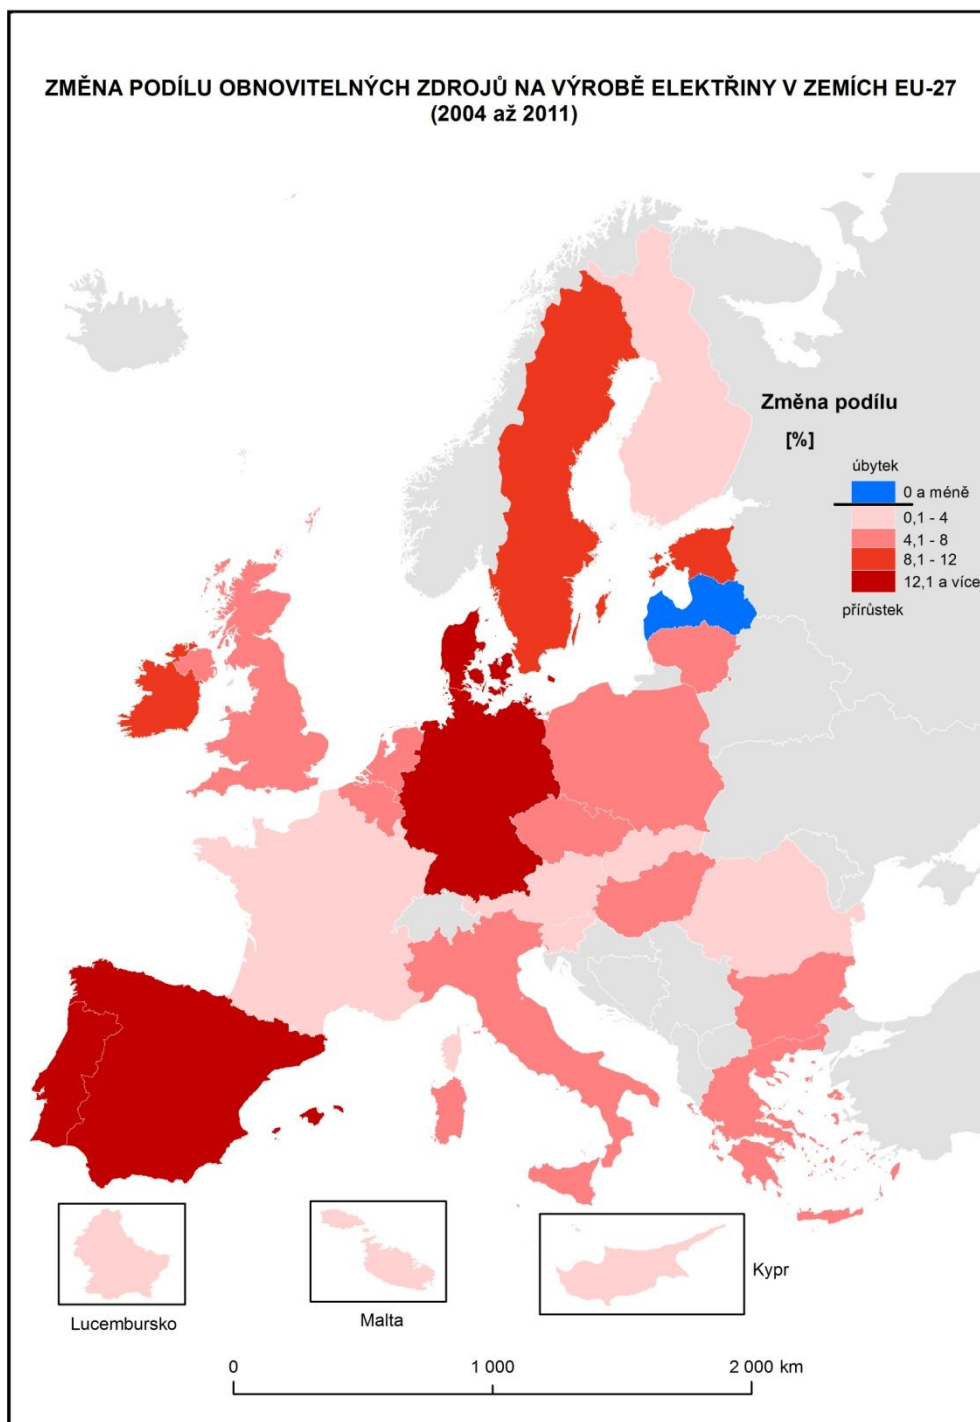 ZMĚNA PODÍLU OBNOVITELNÝCH ZDROJŮ NA VÝROBĚ ELEKTŘINY V ZEMÍCH EU-27
(2004 až 2011)
Změna podílu
[%]
úbytek
0 a méně
0,1 - 4
4,1 - 8
8,1 - 12
12,1 a více
přírůstek
Lucembursko
Malta
Kypr
0
1 000
2 000 km